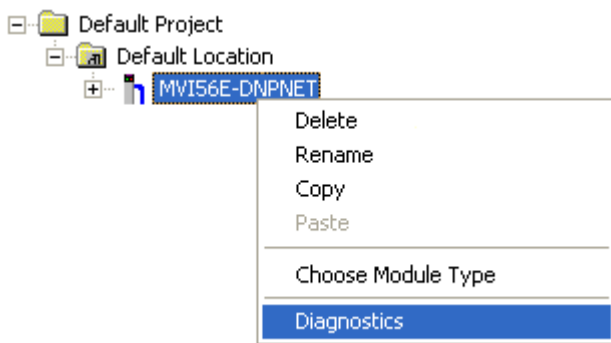 Default Project
Default Location
MVI56E-DNPNET
Delete
Rename
Copy
Paste
Choose Module Type
Diagnostics